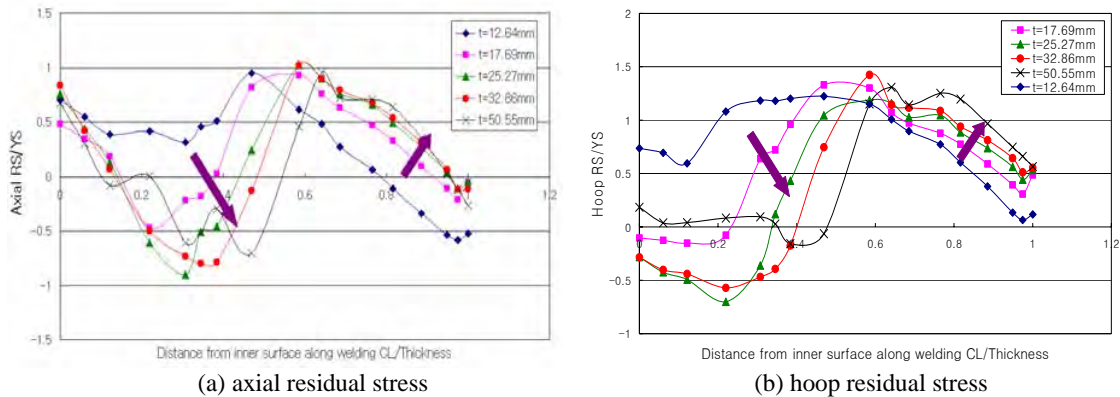 1.5
1
0.5
0
-0.5
-1
-1.5
0
0.2
0.4
0.6
0.8
1
1.2
Axial RS/YS
Distance from inner surface along welding CL/Thickness
t=12.64mm
t=17.69mm
t=25.27mm
t=32.86mm
t=50.55mm
(a) axial residual stress
2
1.5
1
0.5
0
-0.5
-1
0
0.2
0.4
0.6
0.8
1
1.2
Hoop RS/YS
Distance from inner surface along welding CL/Thickness
t=17.69mm
t=25.27mm
t=32.86mm
t=50.55mm
t=12.64mm
(b) hoop residual stress